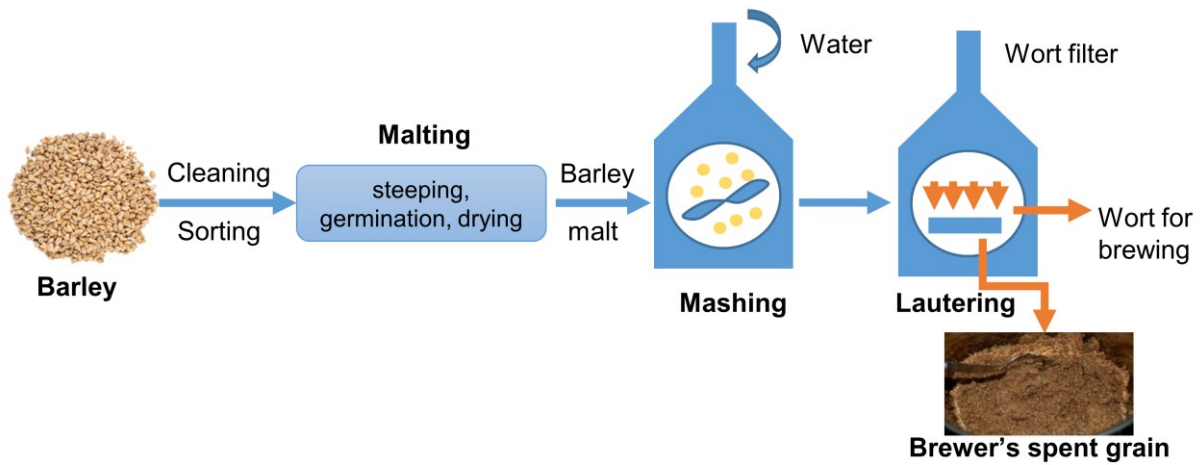 Barley
Cleaning
Sorting
Malting
steeping,
germination, drying
Barley
malt
Water
Mashing
Wort filter
Lautering
Wort for
brewing
Brewer’s spent grain